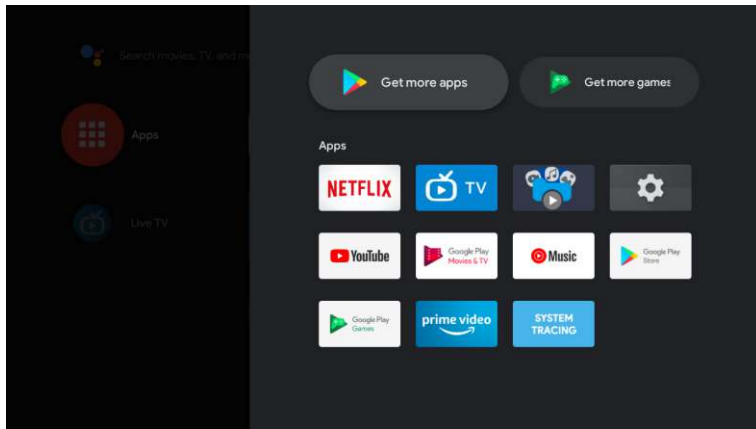 Search movies, TV, and m
Get more apps
Get more games
Apps
Apps
NETFLIX
TV
YouTube
Google Play
Movies & TV
Music
Google Play
Store
Live TV
Google Play
Games
prime video
SYSTEM
TRACING